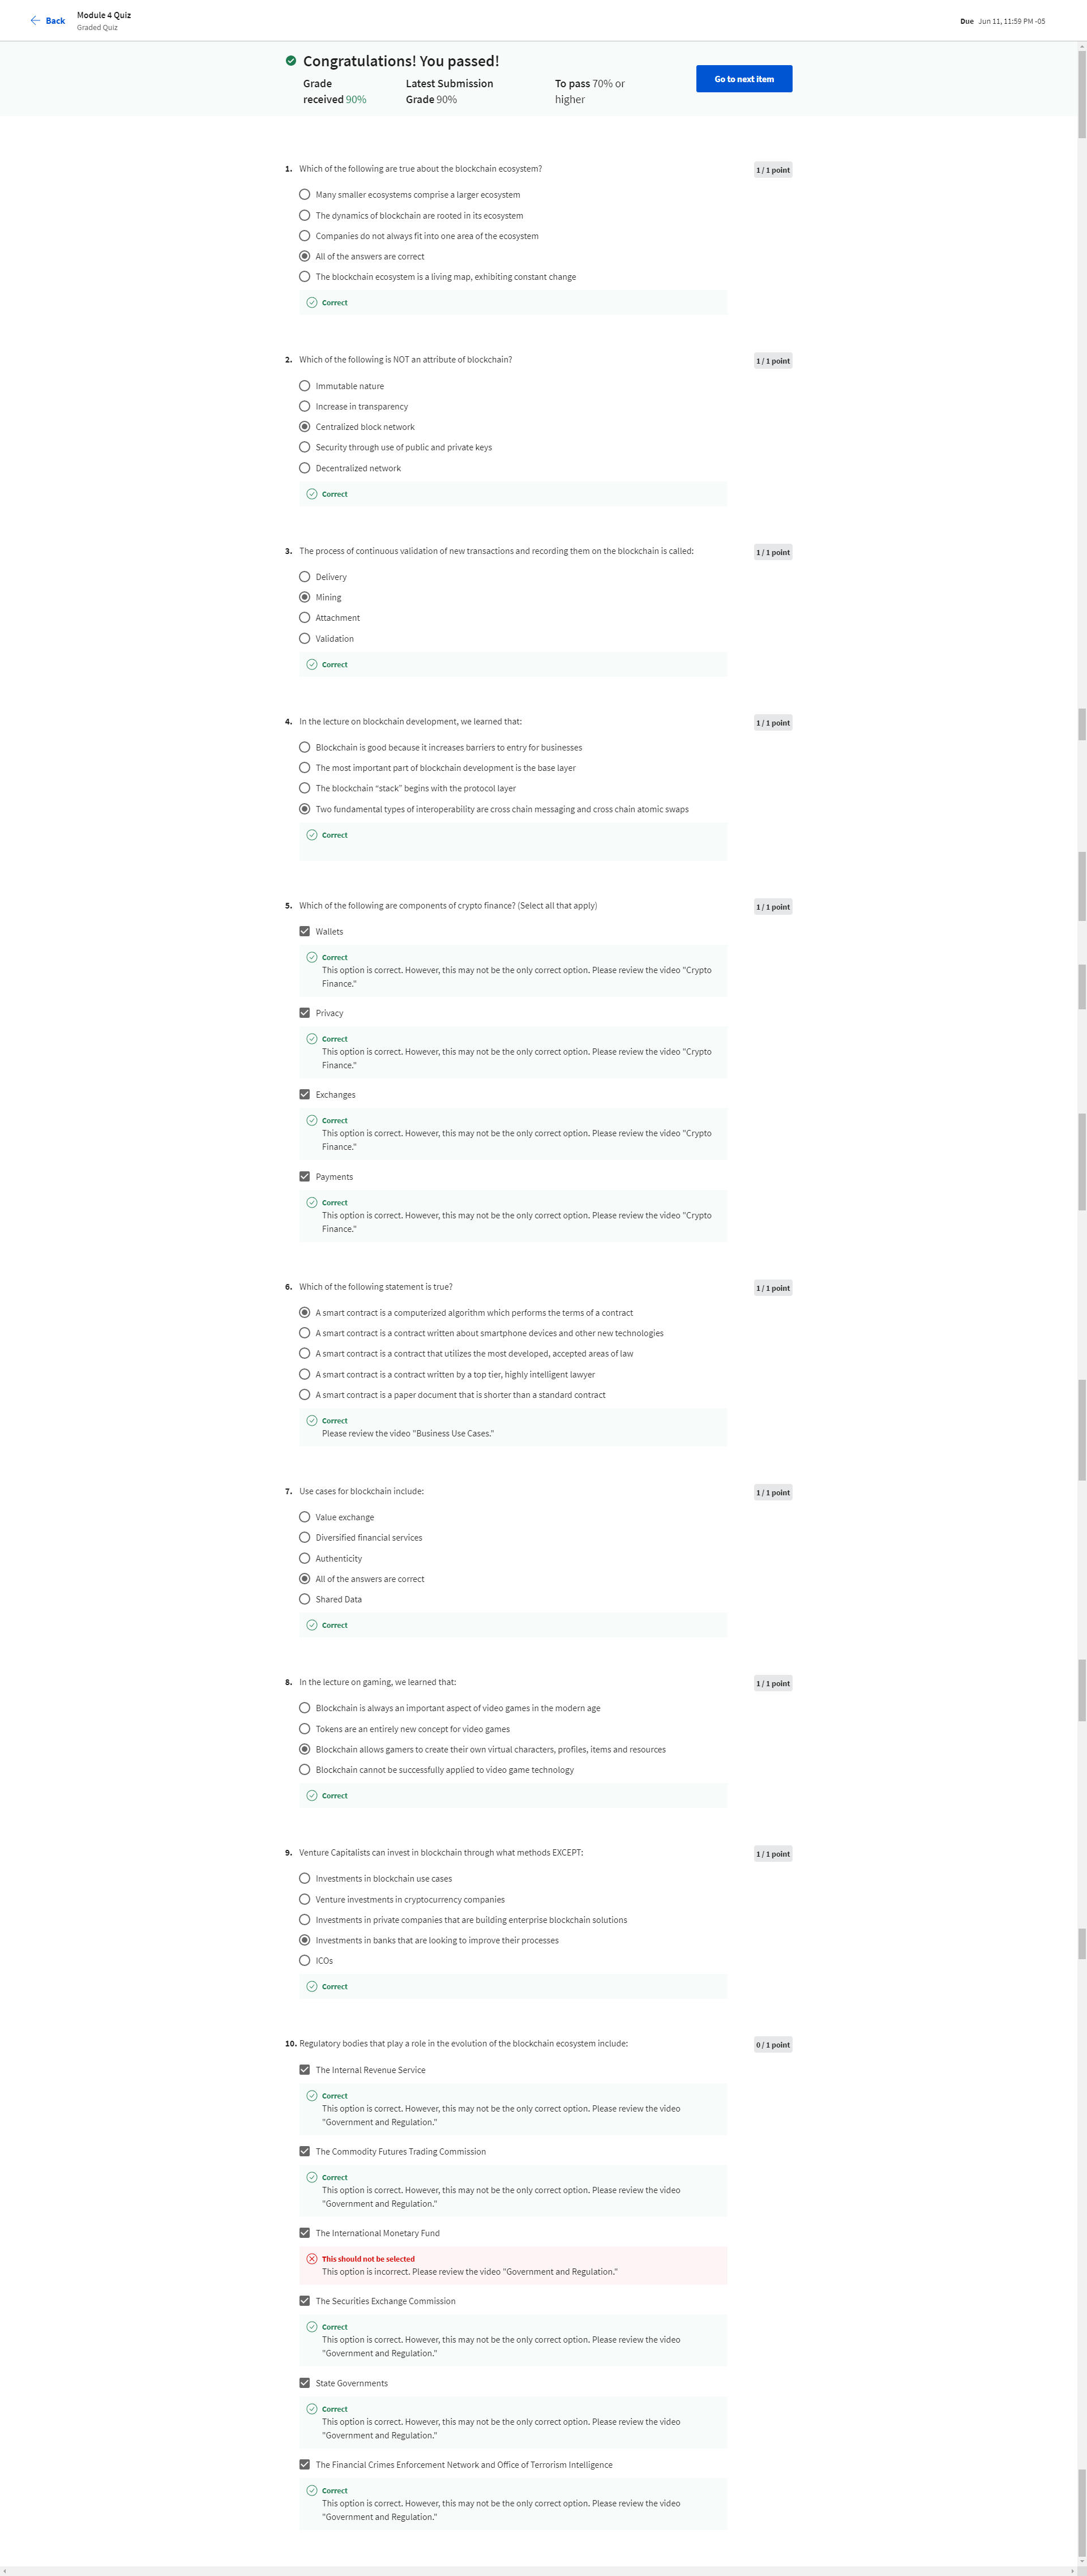 Back
Module 4 Quiz
Graded Quiz
Due Jun 11, 11:59 PM -05
Congratulations! You passed!
Grade received 90%
Latest Submission Grade 90%
To pass 70% or higher
Go to next item
1. Which of the following are true about the blockchain ecosystem?
1 / 1 point
Many smaller ecosystems comprise a larger ecosystem
The dynamics of blockchain are rooted in its ecosystem
Companies do not always fit into one area of the ecosystem
All of the answers are correct
The blockchain ecosystem is a living map, exhibiting constant change
Correct
2. Which of the following is NOT an attribute of blockchain?
1 / 1 point
Immutable nature
Increase in transparency
Centralized block network
Security through use of public and private keys
Decentralized network
Correct
3. The process of continuous validation of new transactions and recording them on the blockchain is called:
1 / 1 point
Delivery
Mining
Attachment
Validation
Correct
4. In the lecture on blockchain development, we learned that:
1 / 1 point
Blockchain is good because it increases barriers to entry for businesses
The most important part of blockchain development is the base layer
The blockchain “stack” begins with the protocol layer
Two fundamental types of interoperability are cross chain messaging and cross chain atomic swaps
Correct
5. Which of the following are components of crypto finance? (Select all that apply)
1 / 1 point
Wallets
Correct
This option is correct. However, this may not be the only correct option. Please review the video "Crypto
Finance."
Privacy
Correct
This option is correct. However, this may not be the only correct option. Please review the video "Crypto
Finance."
Exchanges
Correct
This option is correct. However, this may not be the only correct option. Please review the video "Crypto
Finance."
Payments
Correct
This option is correct. However, this may not be the only correct option. Please review the video "Crypto
Finance."
6. Which of the following statement is true?
1 / 1 point
A smart contract is a computerized algorithm which performs the terms of a contract
A smart contract is a contract written about smartphone devices and other new technologies
A smart contract is a contract that utilizes the most developed, accepted areas of law
A smart contract is a contract written by a top tier, highly intelligent lawyer
A smart contract is a paper document that is shorter than a standard contract
Correct
Please review the video "Business Use Cases."
7. Use cases for blockchain include:
1 / 1 point
Value exchange
Diversified financial services
Authenticity
All of the answers are correct
Shared Data
Correct
8. In the lecture on gaming, we learned that:
1 / 1 point
Blockchain is always an important aspect of video games in the modern age
Tokens are an entirely new concept for video games
Blockchain allows gamers to create their own virtual characters, profiles, items and resources
Blockchain cannot be successfully applied to video game technology
Correct
9. Venture Capitalists can invest in blockchain through what methods EXCEPT:
1 / 1 point
Investments in blockchain use cases
Venture investments in cryptocurrency companies
Investments in private companies that are building enterprise blockchain solutions
Investments in banks that are looking to improve their processes
ICOs
Correct
10. Regulatory bodies that play a role in the evolution of the blockchain ecosystem include:
0 / 1 point
The Internal Revenue Service
Correct
This option is correct. However, this may not be the only correct option. Please review the video
"Government and Regulation."
The Commodity Futures Trading Commission
Correct
This option is correct. However, this may not be the only correct option. Please review the video
"Government and Regulation."
The International Monetary Fund
This should not be selected
This option is incorrect. Please review the video "Government and Regulation."
The Securities Exchange Commission
Correct
This option is correct. However, this may not be the only correct option. Please review the video
"Government and Regulation."
State Governments
Correct
This option is correct. However, this may not be the only correct option. Please review the video
"Government and Regulation."
The Financial Crimes Enforcement Network and Office of Terrorism Intelligence
Correct
This option is correct. However, this may not be the only correct option. Please review the video
"Government and Regulation."